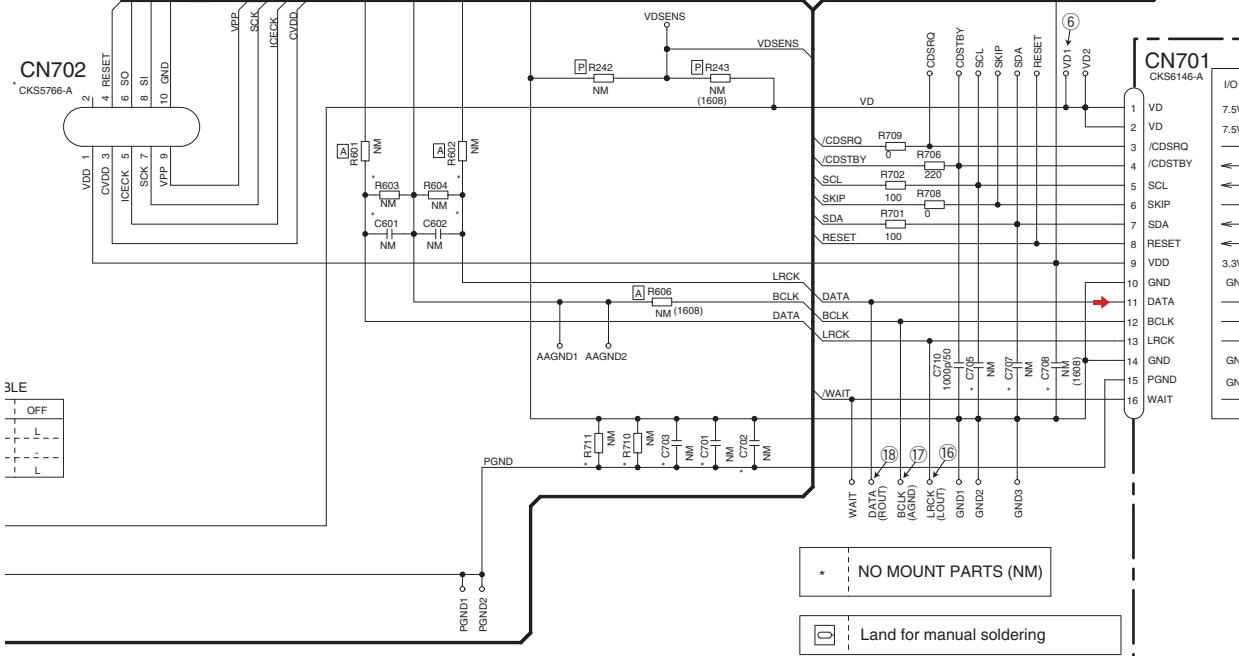 VPP
SCK
ICECK
CVDD
CN702
* CKS5766-A
2
4 RESET
6 SO
8 SI
10 GND
VDD 1
CVDD 3
ICECK 5
SCK 7
VPP 9
VDSENS
VDSENS
P R242
NM
P R243
NM
(1608)
VD
A R601
NM
A R602
NM
* R603
NM
R604 *
NM
* C601
NM
C602 *
NM
LRCK
A R606
NM (1608)
BCLK
DATA
AAGND1
AAGND2
/CDSRQ
/CDSTBY
SCL
SKIP
SDA
RESET
R709
0
R706
220
R702
100
R708
0
R701
100
DATA
BCLK
LRCK
/WAIT
CDSRQ
CDSTBY
SCL
SKIP
SDA
RESET
6
VD1
VD2
CN701
CKS6146-A
1 VD
2 VD
3 /CDSRQ
4 /CDSTBY
5 SCL
6 SKIP
7 SDA
8 RESET
9 VDD
10 GND
11 DATA
12 BCLK
13 LRCK
14 GND
15 PGND
16 WAIT
I/O
7.5V
7.5V
3.3V
GN
GN
GN
C710
1000p/50
* C705
NM
* C707
NM
* C708
NM
(1608)
BLE
OFF
L
-
L
PGND
* R711
NM
* R710
NM
* C703
NM
* C701
NM
* C702
NM
18
17
16
WAIT
DATA
(ROUT)
BCLK
(AGND)
LRCK
(LOUT)
GND1
GND2
GND3
PGND1
PGND2
* NO MOUNT PARTS (NM)
Land for manual soldering